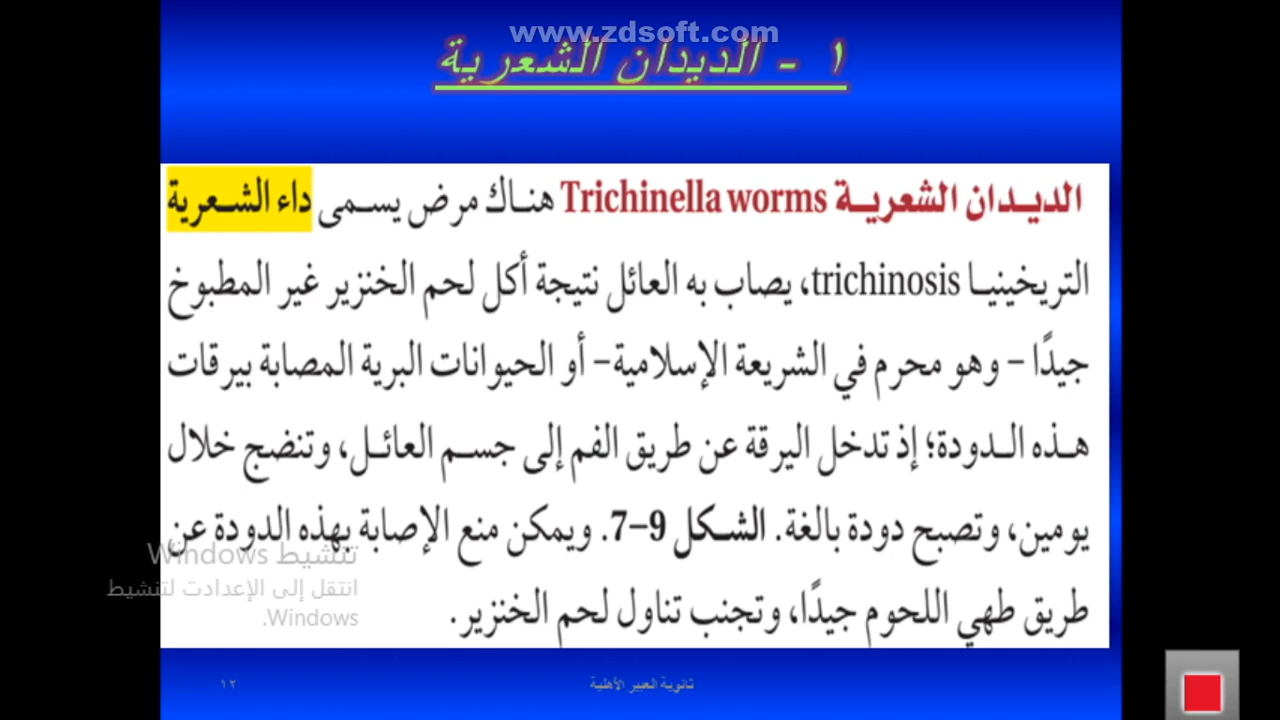 www.zdsoft.com
١ - الديدان الشعرية
الديدان الشعرية Trichinella worms هناك مرض يسمى داء الشعرية
التريخينيا trichinosis، يصاب به العائل نتيجة أكل لحم الخنزير غير المطبوخ
جيدًا - وهو محرم في الشريعة الإسلامية- أو الحيوانات البرية المصابة بيرقات
هذه الدودة؛ إذ تدخل اليرقة عن طريق الفم إلى جسم العائل، وتنضج خلال
يومين، وتصبح دودة بالغة. الشكل 9-7. ويمكن منع الإصابة بهذه الدودة عن
طريق طهي اللحوم جيدًا، وتجنب تناول لحم الخنزير.
تنشيط Windows
انتقل إلى الإعدادت لتنشيط
Windows.
ثانوية العبير الأهلية
١٢